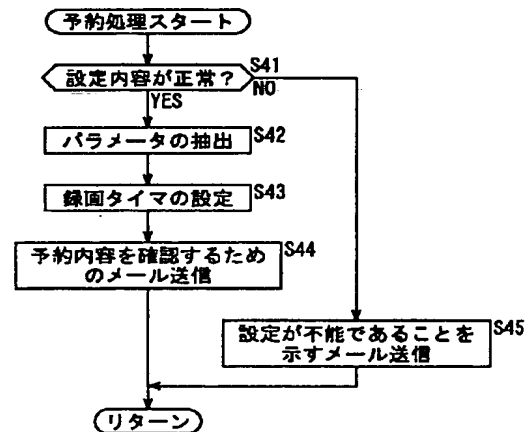 予約処理スタート
設定内容が正常? S41
NO
YES
パラメータの抽出 S42
録画タイマの設定 S43
予約内容を確認するため S44
のメール送信
設定が不能であることを S45
示すメール送信
リターン